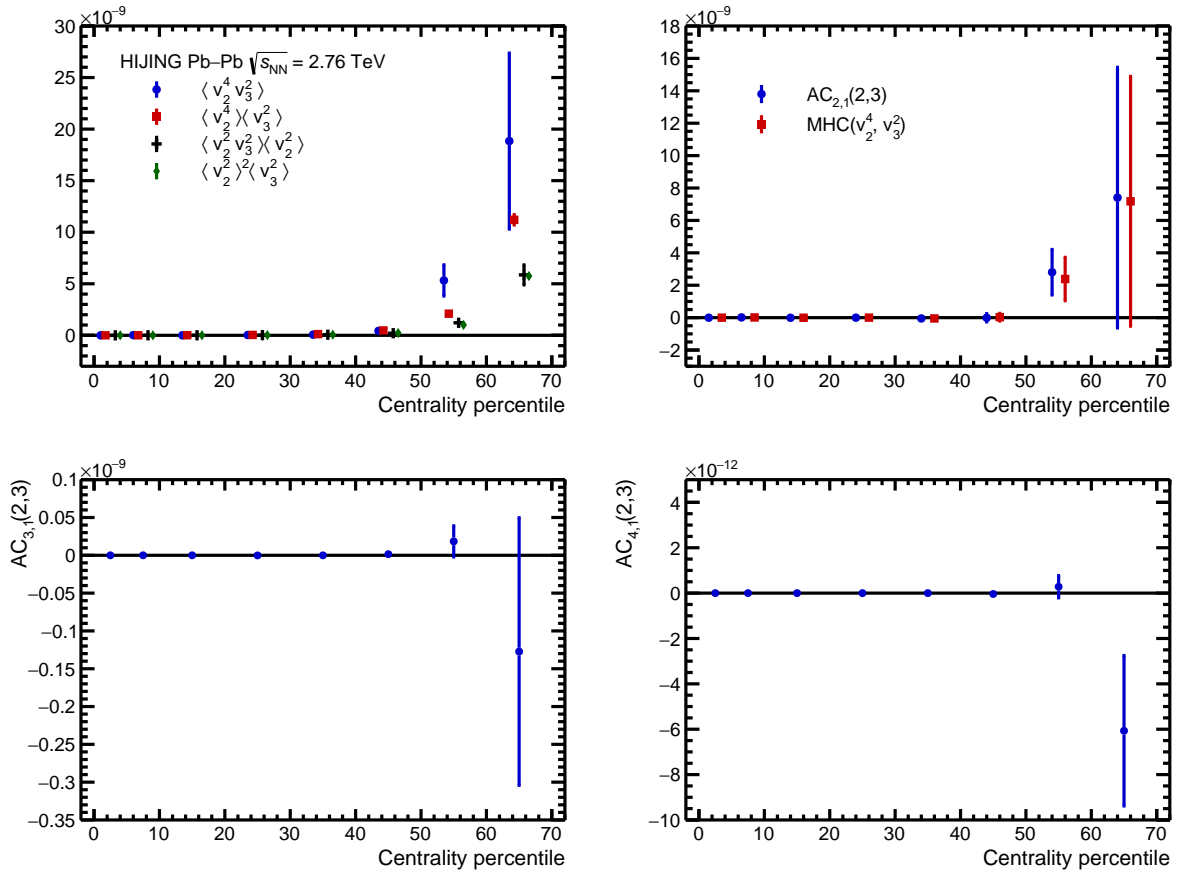 ×10⁻⁹
30
25
20
15
10
5
0
HIJING Pb–Pb √s_NN = 2.76 TeV
⟨ v₂⁴ v₃² ⟩
⟨ v₂⁴ ⟩⟨ v₃² ⟩
⟨ v₂² v₃² ⟩⟨ v₂² ⟩
⟨ v₂² ⟩² ⟨ v₃² ⟩
0 10 20 30 40 50 60 70
Centrality percentile
×10⁻⁹
18
16
14
12
10
8
6
4
2
0
−2
AC₂,₁(2,3)
MHC(v₂⁴, v₃²)
0 10 20 30 40 50 60 70
Centrality percentile
×10⁻⁹
AC₃,₁(2,3)
0.1
0.05
0
−0.05
−0.1
−0.15
−0.2
−0.25
−0.3
−0.35
0 10 20 30 40 50 60 70
Centrality percentile
×10⁻¹²
AC₄,₁(2,3)
4
2
0
−2
−4
−6
−8
−10
0 10 20 30 40 50 60 70
Centrality percentile